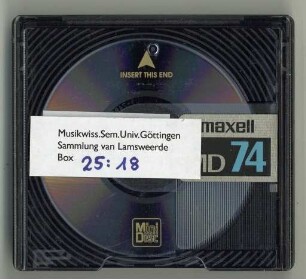 INSERT THIS END
maxell
MD 74
Musikwiss.Sem.Univ.Göttingen
Sammlung van Lamsweerde
Box 25:18
Mini
Disc